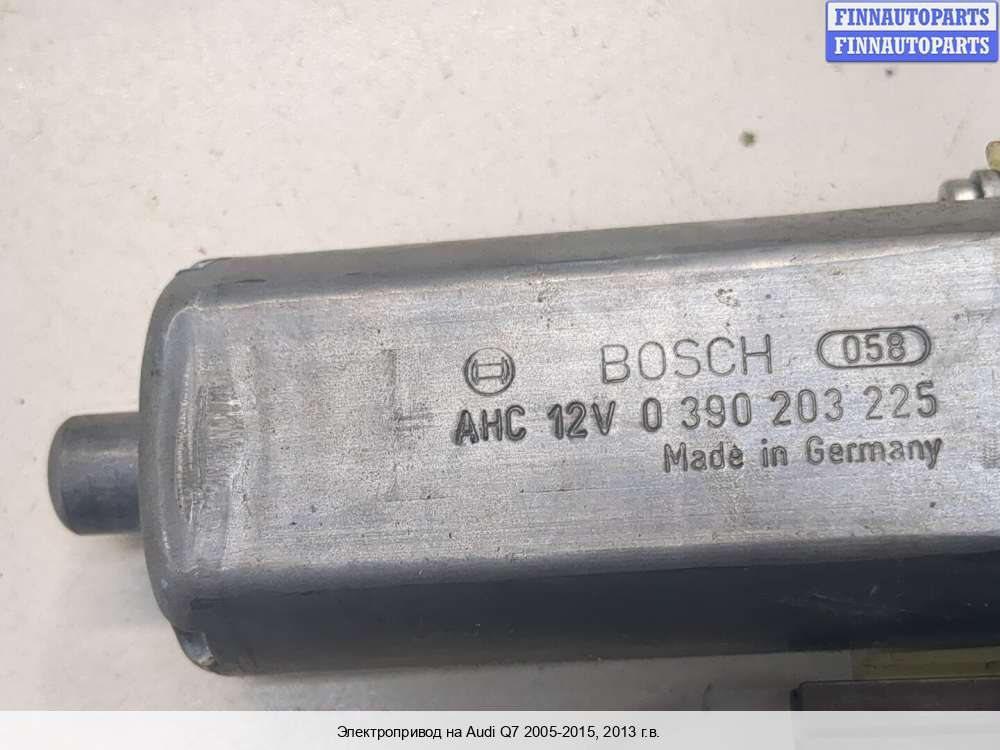 FINNAUTOPARTS
FINNAUTOPARTS
BOSCH 058
AHC 12V 0 390 203 225
Made in Germany
Электропривод на Audi Q7 2005-2015, 2013 г.в.